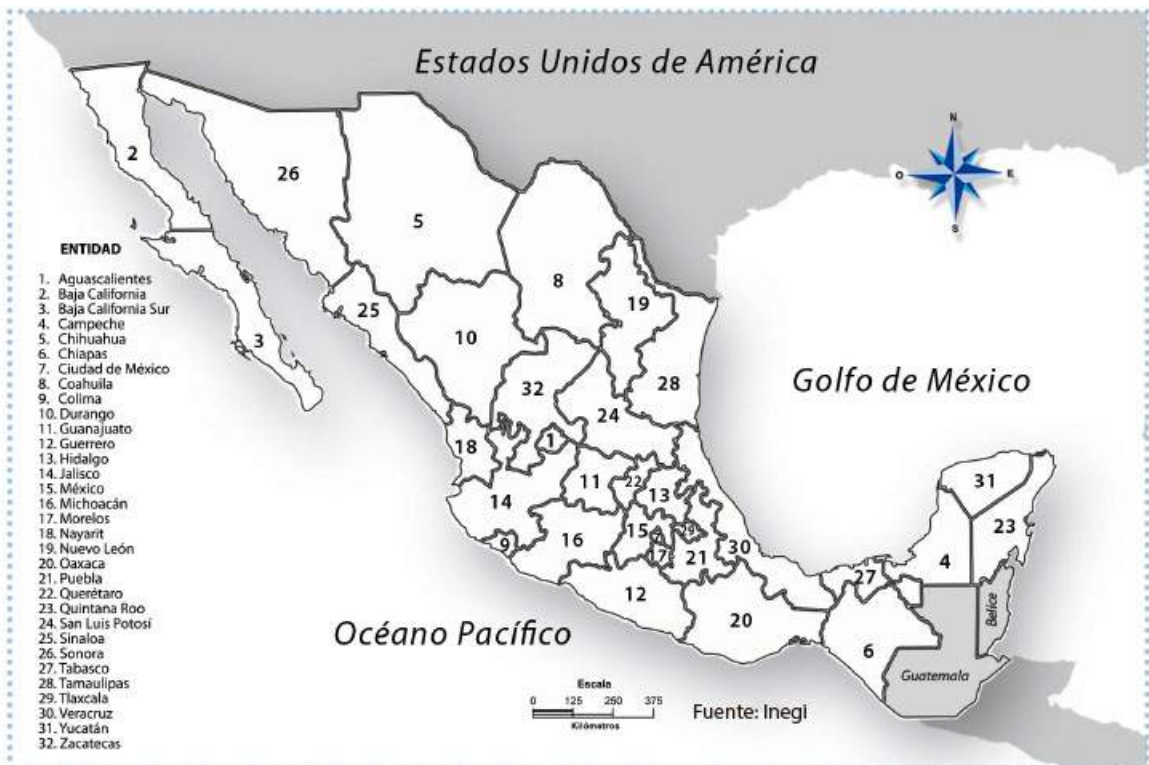 Estados Unidos de América
N
O
E
S
2
26
5
8
19
25
10
3
28
32
24
18
1
14
11
22
13
9
16
15
7
17
29
21
30
12
20
27
6
4
31
23
Golfo de México
Océano Pacífico
Belice
Guatemala
ENTIDAD
1. Aguascalientes
2. Baja California
3. Baja California Sur
4. Campeche
5. Chihuahua
6. Chiapas
7. Ciudad de México
8. Coahuila
9. Colima
10. Durango
11. Guanajuato
12. Guerrero
13. Hidalgo
14. Jalisco
15. México
16. Michoacán
17. Morelos
18. Nayarit
19. Nuevo León
20. Oaxaca
21. Puebla
22. Querétaro
23. Quintana Roo
24. San Luis Potosí
25. Sinaloa
26. Sonora
27. Tabasco
28. Tamaulipas
29. Tlaxcala
30. Veracruz
31. Yucatán
32. Zacatecas
Escala
0 125 250 375
Kilómetros
Fuente: Inegi